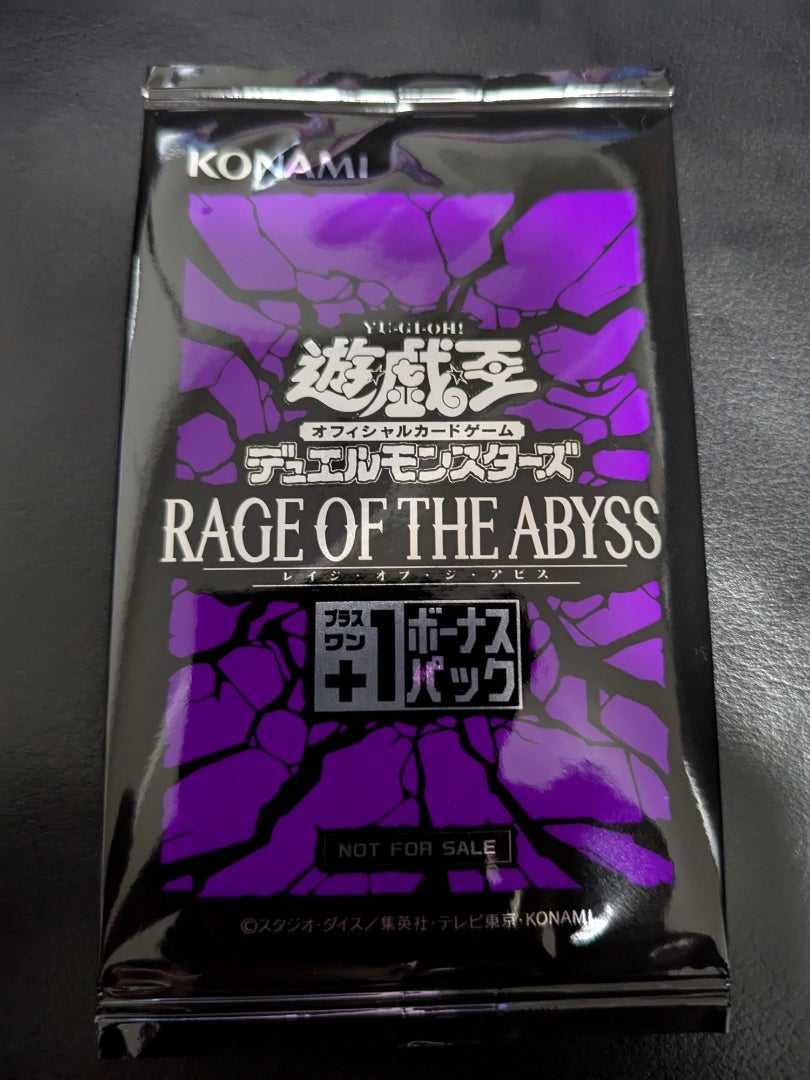 KONAMI
YU-GI-OH!
遊☆戯☆王
オフィシャルカードゲーム
デュエルモンスターズ
RAGE OF THE ABYSS
レイジ・オブ・ジ・アビス
プラスワン +1 ボーナスパック
NOT FOR SALE
©スタジオ・ダイス/集英社・テレビ東京・KONAMI